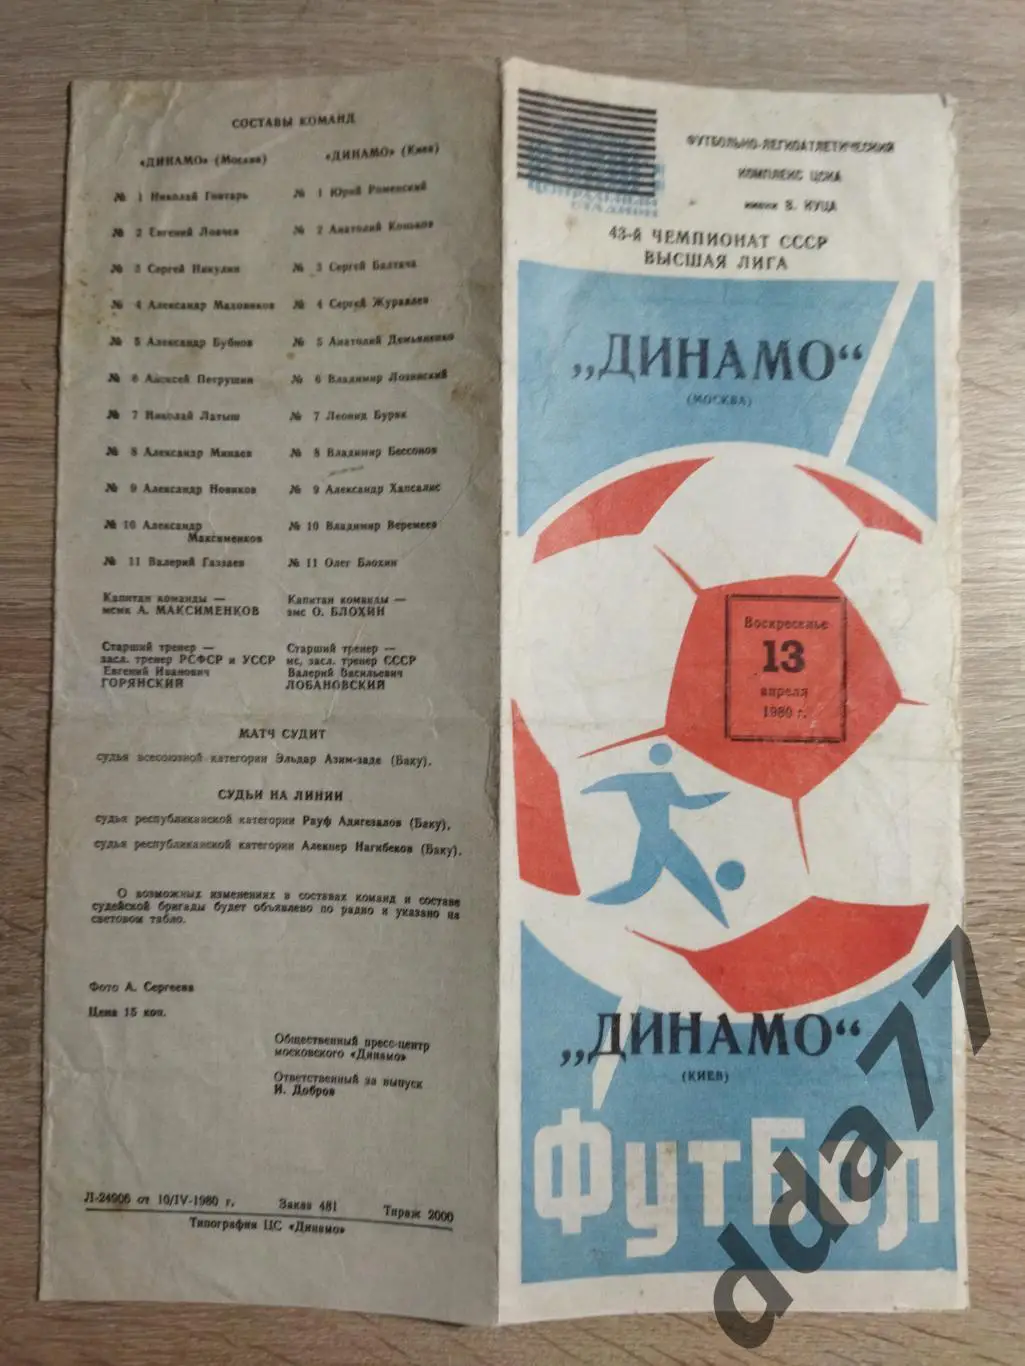 СОСТАВЫ КОМАНД
«ДИНАМО» (Москва)
№ 1 Николай Гонтарь
№ 2 Евгений Ловчев
№ 3 Сергей Никулин
№ 4 Александр Маховиков
№ 5 Александр Бубнов
№ 6 Алексей Петрушин
№ 7 Николай Латыш
№ 8 Александр Минаев
№ 9 Александр Новиков
№ 10 Александр
Максименков
№ 11 Валерий Газзаев
Капитан команды —
мсмк А. МАКСИМЕНКОВ
Старший тренер —
засл. тренер РСФСР и УССР
Евгений Иванович
ГОРЯНСКИЙ
«ДИНАМО» (Киев)
№ 1 Юрий Роменский
№ 2 Анатолий Коньков
№ 3 Сергей Балтача
№ 4 Сергей Журавлев
№ 5 Анатолий Демьяненко
№ 6 Владимир Лозинский
№ 7 Леонид Буряк
№ 8 Владимир Бессонов
№ 9 Александр Хапсалис
№ 10 Владимир Веремеев
№ 11 Олег Блохин
Капитан команды —
змс О. БЛОХИН
Старший тренер —
мс, засл. тренер СССР
Валерий Васильевич
ЛОБАНОВСКИЙ
МАТЧ СУДИТ
судья всесоюзной категории Эльдар Азим-заде (Баку).
СУДЬИ НА ЛИНИИ
судья республиканской категории Рауф Адигезалов (Баку),
судья республиканской категории Алекпер Нагибеков (Баку).
О возможных изменениях в составах команд и составе
судейской бригады будет объявлено по радио и указано на
световом табло.
Фото А. Сергеева
Цена 15 коп.
Общественный пресс-центр
московского «Динамо»
Ответственный за выпуск
И. Добров
Л-24906 от 10/IV-1980 г. Заказ 481 Тираж 2000
Типография ЦС «Динамо»
ЦЕНТРАЛЬНЫЙ
СТАДИОН
ФУТБОЛЬНО-ЛЕГКОАТЛЕТИЧЕСКИЙ
КОМПЛЕКС ЦСКА
имени В. КУЦА
43-й ЧЕМПИОНАТ СССР
ВЫСШАЯ ЛИГА
„ДИНАМО“
(МОСКВА)
Воскресенье
13
апреля
1980 г.
„ДИНАМО“
(КИЕВ)
Футбол
dda77